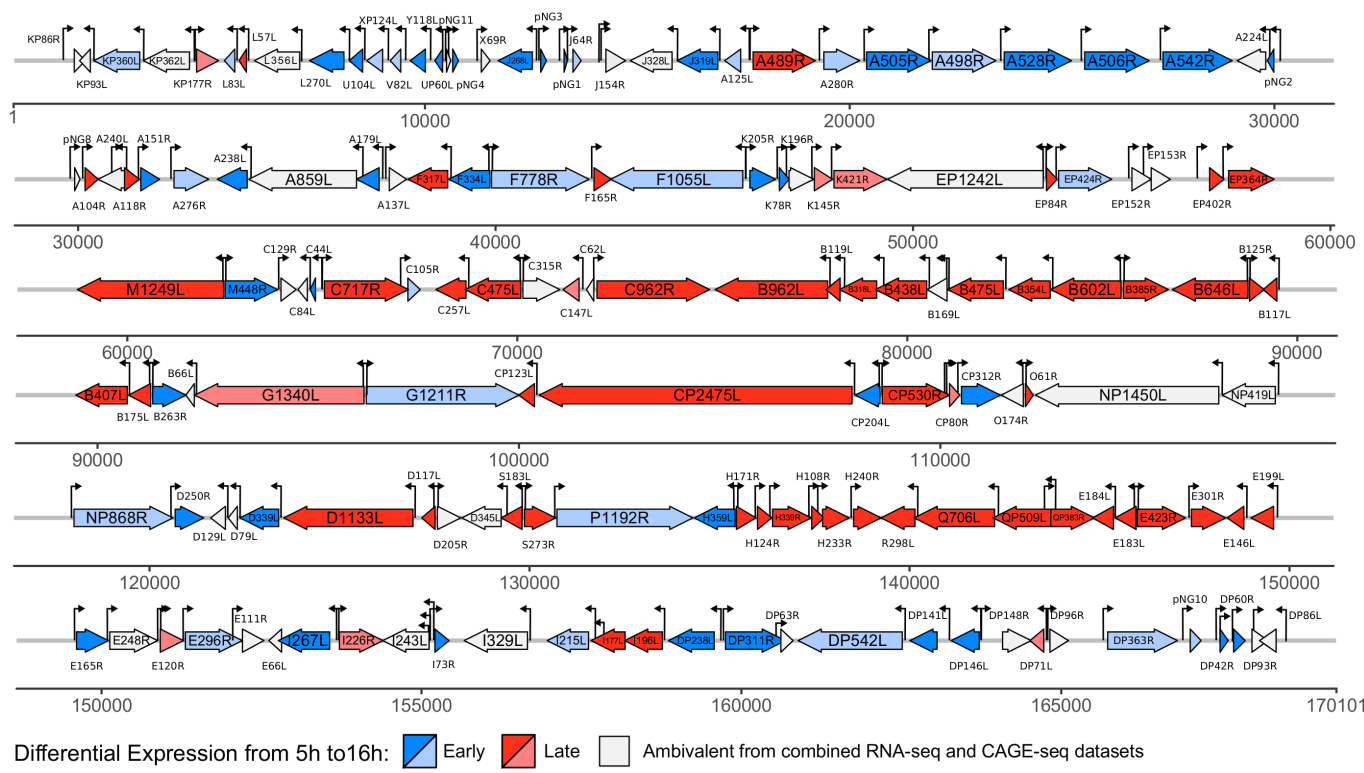 XP124L Y118L pNG11 pNG3
KP86R L57L X69R J64R A224L
KP360L KP362L L356L J268L J328L J319L A489R A505R A498R A528R A506R A542R
KP93L KP177R L83L L270L U104L V82L UP60L pNG4 pNG1 J154R A125L A280R pNG2
1 10000 20000 30000
pNG8 A240L A151R A179L K205R K196R EP153R
A238L A859L F317L F334L F778R F1055L K421R EP1242L EP424R EP364R
A104R A118R A276R A137L F165R K78R K145R EP84R EP152R EP402R
30000 40000 50000 60000
C129R C44L C62L B119L B125R
C105R C315R
M1249L M448R C717R C475L C962R B962L B318L B438L B475L B354L B602L B385R B646L
C84L C257L C147L B169L B117L
60000 70000 80000 90000
B66L CP123L CP312R O61R
B407L G1340L G1211R CP2475L CP530R NP1450L NP419L
B175L B263R CP204L CP80R O174R
90000 100000 110000
D117L S183L H171R H108R H240R E199L
D250R E184L E301R
NP868R D339L D1133L D345L P1192R H359L H339R Q706L QP509L QP383R E423R
D129L D79L D205R S273R H124R H233R R298L E183L E146L
120000 130000 140000 150000
pNG10 DP60R
E111R DP63R DP141L DP148R DP96R DP86L
E248R E296R I267L I226R I243L I329L I215L I177L I196L DP238L DP311R DP542L DP363R
E165R E120R E66L I73R DP146L DP71L DP42R DP93R
150000 155000 160000 165000 170101
Differential Expression from 5h to16h: Early Late Ambivalent from combined RNA-seq and CAGE-seq datasets